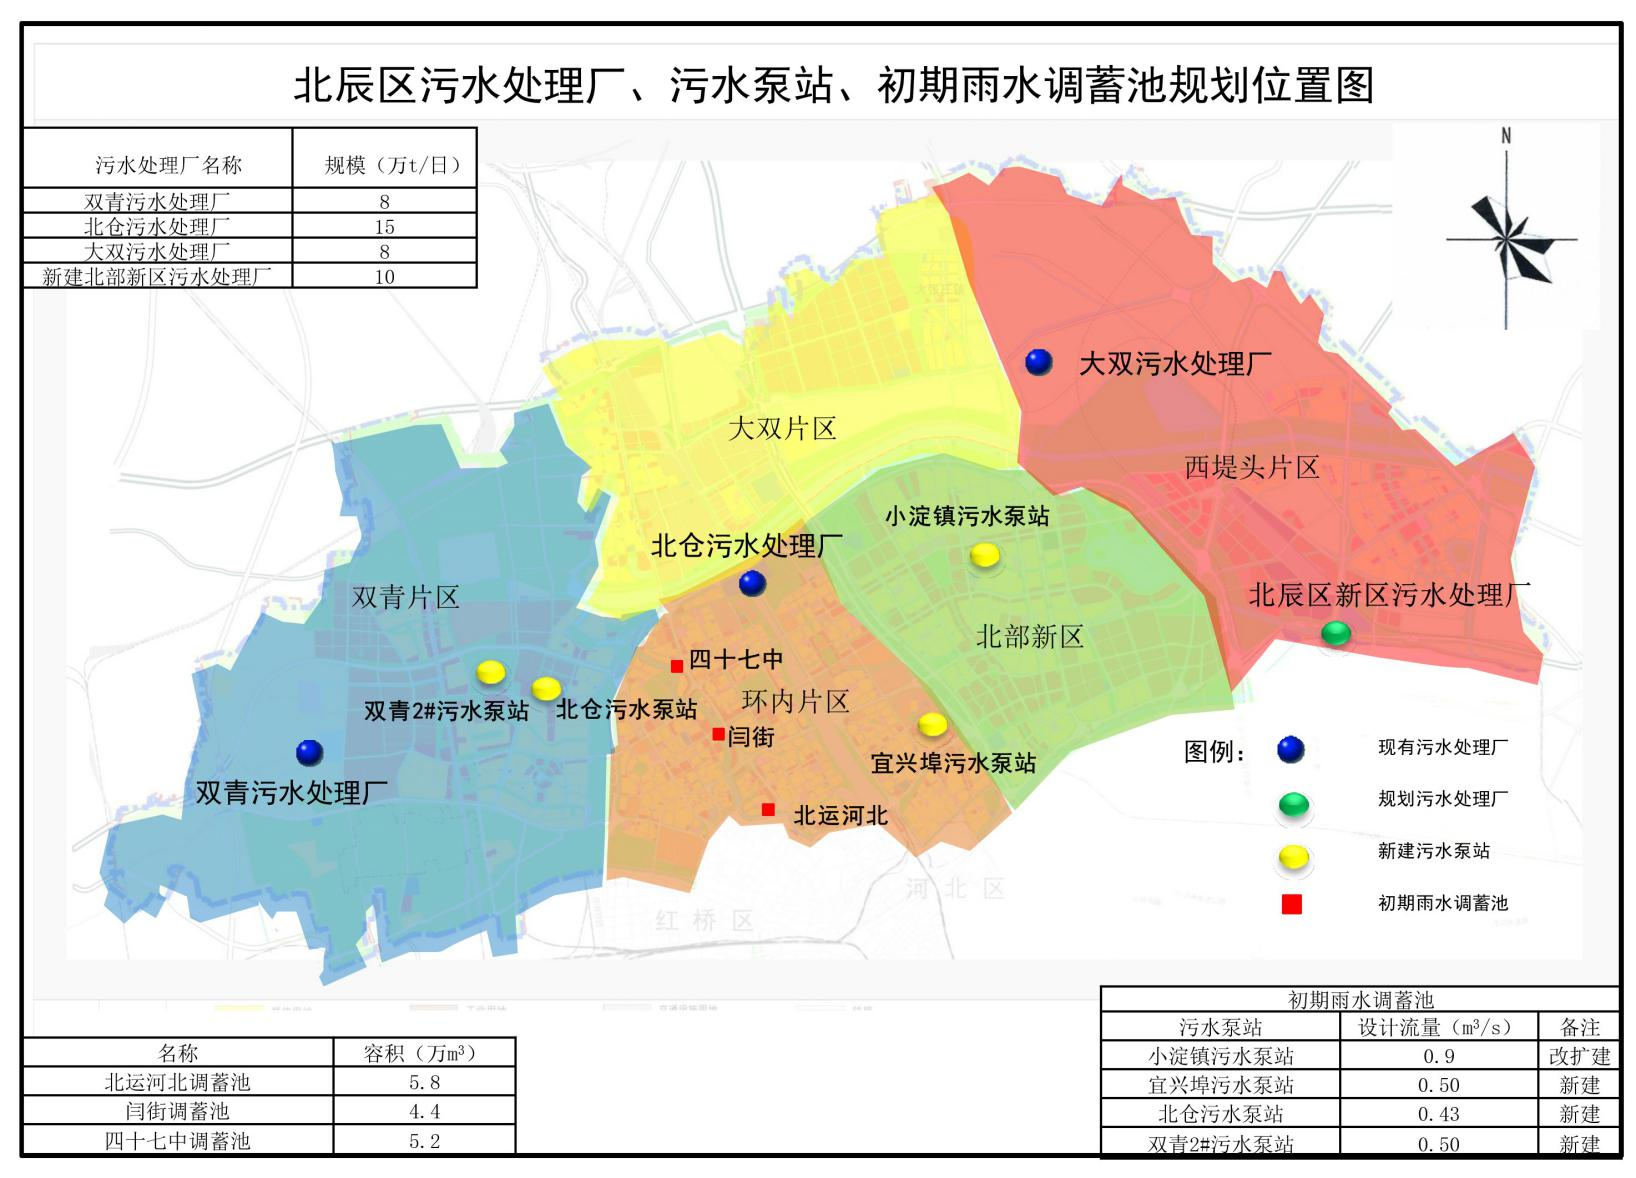 北辰区污水处理厂、污水泵站、初期雨水调蓄池规划位置图
污水处理厂名称 规模（万t/日）
双青污水处理厂 8
北仓污水处理厂 15
大双污水处理厂 8
新建北部新区污水处理厂 10
N
大张庄镇
大双污水处理厂
大双片区
西堤头片区
小淀镇污水泵站
北仓污水处理厂
双青片区
北辰区新区污水处理厂
北部新区
四十七中
环内片区
双青2#污水泵站
北仓污水泵站
闫街
宜兴埠污水泵站
双青污水处理厂
北运河北
河北区
红桥区
图例：
现有污水处理厂
规划污水处理厂
新建污水泵站
初期雨水调蓄池
名称 容积（万m³）
北运河北调蓄池 5.8
闫街调蓄池 4.4
四十七中调蓄池 5.2
初期雨水调蓄池
污水泵站 设计流量（m³/s） 备注
小淀镇污水泵站 0.9 改扩建
宜兴埠污水泵站 0.50 新建
北仓污水泵站 0.43 新建
双青2#污水泵站 0.50 新建